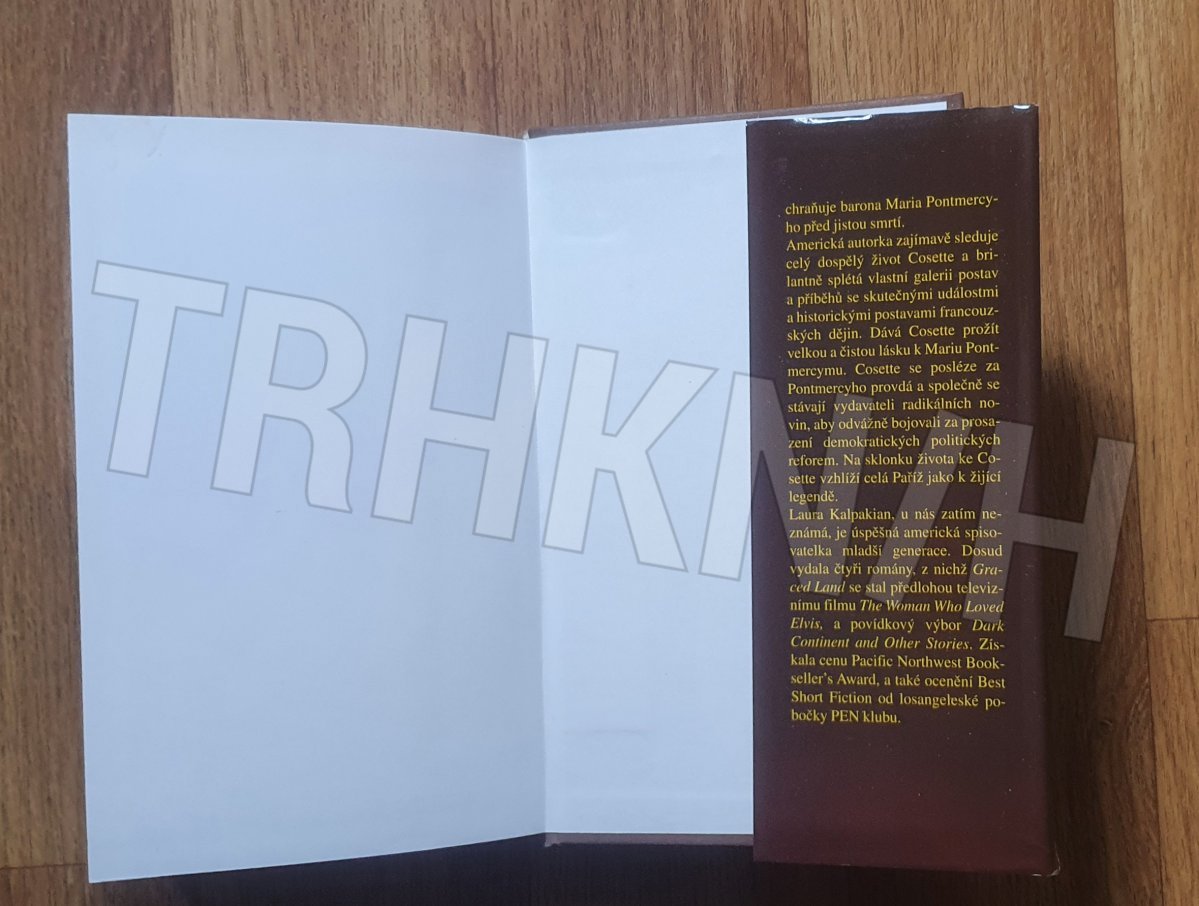 chraňuje barona Maria Pontmercy-
ho před jistou smrtí.
Americká autorka zajímavě sleduje
celý dospělý život Cosette a bri-
lantně splétá vlastní galerii postav
a příběhů se skutečnými událostmi
a historickými postavami francouz-
ských dějin. Dává Cosette prožít
velkou a čistou lásku k Mariu Pont-
mercymu. Cosette se posléze za
Pontmercyho provdá a společně se
stávají vydavateli radikálních no-
vin, aby odvážně bojovali za prosa-
zení demokratických politických
reforem. Na sklonku života ke Co-
sette vzhlíží celá Paříž jako k žijící
legendě.
Laura Kalpakian, u nás zatím ne-
známá, je úspěšná americká spiso-
vatelka mladší generace. Dosud
vydala čtyři romány, z nichž Gra-
ced Land se stal předlohou televiz-
nímu filmu The Woman Who Loved
Elvis, a povídkový výbor Dark
Continent and Other Stories. Zís-
kala cenu Pacific Northwest Book-
seller's Award, a také ocenění Best
Short Fiction od losangeleské po-
bočky PEN klubu.
TRHKNIH